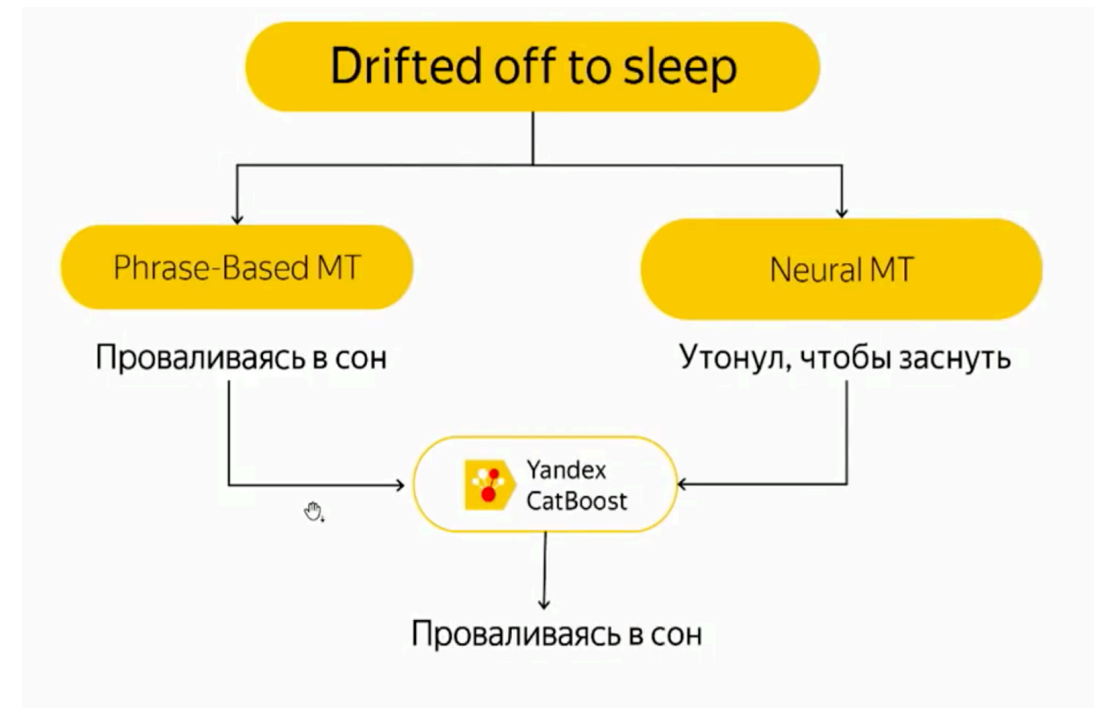 Drifted off to sleep
Phrase-Based MT
Neural MT
Проваливаясь в сон
Утонул, чтобы заснуть
Yandex
CatBoost
Проваливаясь в сон